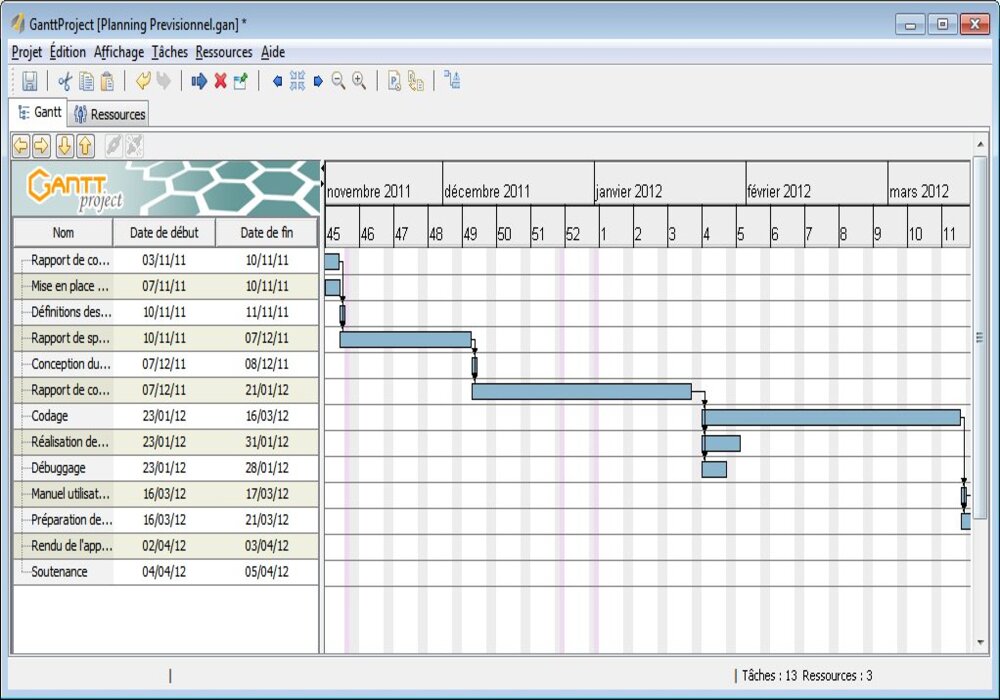 GanttProject [Planning Previsionnel.gan] *
Projet Édition Affichage Tâches Ressources Aide
Gantt Ressources
GANTT project
novembre 2011 décembre 2011 janvier 2012 février 2012 mars 2012
Nom Date de début Date de fin 45 46 47 48 49 50 51 52 1 2 3 4 5 6 7 8 9 10 11
Rapport de co... 03/11/11 10/11/11
Mise en place ... 07/11/11 10/11/11
Définitions des... 10/11/11 11/11/11
Rapport de sp... 10/11/11 07/12/11
Conception du... 07/12/11 08/12/11
Rapport de co... 07/12/11 21/01/12
Codage 23/01/12 16/03/12
Réalisation de... 23/01/12 31/01/12
Débuggage 23/01/12 28/01/12
Manuel utilisat... 16/03/12 17/03/12
Préparation de... 16/03/12 21/03/12
Rendu de l'app... 02/04/12 03/04/12
Soutenance 04/04/12 05/04/12
Tâches : 13 Ressources : 3